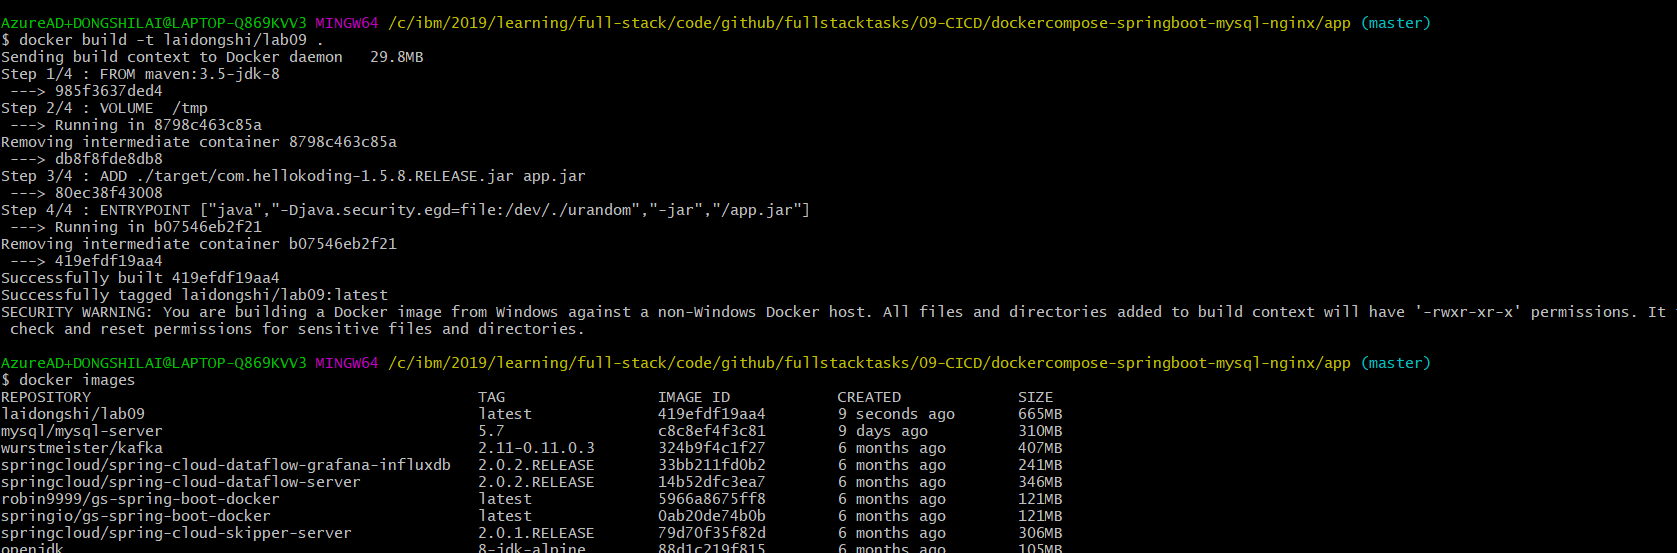 AzureAD+DONGSHILAI@LAPTOP-Q869KVV3 MINGW64 /c/ibm/2019/learning/full-stack/code/github/fullstacktasks/09-CICD/dockercompose-springboot-mysql-nginx/app (master)
$ docker build -t laidongshi/lab09 .
Sending build context to Docker daemon   29.8MB
Step 1/4 : FROM maven:3.5-jdk-8
 ---> 985f3637ded4
Step 2/4 : VOLUME  /tmp
 ---> Running in 8798c463c85a
Removing intermediate container 8798c463c85a
 ---> db8f8fde8db8
Step 3/4 : ADD ./target/com.hellokoding-1.5.8.RELEASE.jar app.jar
 ---> 80ec38f43008
Step 4/4 : ENTRYPOINT ["java","-Djava.security.egd=file:/dev/./urandom","-jar","/app.jar"]
 ---> Running in b07546eb2f21
Removing intermediate container b07546eb2f21
 ---> 419efdf19aa4
Successfully built 419efdf19aa4
Successfully tagged laidongshi/lab09:latest
SECURITY WARNING: You are building a Docker image from Windows against a non-Windows Docker host. All files and directories added to build context will have '-rwxr-xr-x' permissions. It
 check and reset permissions for sensitive files and directories.
AzureAD+DONGSHILAI@LAPTOP-Q869KVV3 MINGW64 /c/ibm/2019/learning/full-stack/code/github/fullstacktasks/09-CICD/dockercompose-springboot-mysql-nginx/app (master)
$ docker images
REPOSITORY TAG IMAGE ID CREATED SIZE
laidongshi/lab09 latest 419efdf19aa4 9 seconds ago 665MB
mysql/mysql-server 5.7 c8c8ef4f3c81 9 days ago 310MB
wurstmeister/kafka 2.11-0.11.0.3 324b9f4c1f27 6 months ago 407MB
springcloud/spring-cloud-dataflow-grafana-influxdb 2.0.2.RELEASE 33bb211fd0b2 6 months ago 241MB
springcloud/spring-cloud-dataflow-server 2.0.2.RELEASE 14b52dfc3ea7 6 months ago 346MB
robin9999/gs-spring-boot-docker latest 5966a8675ff8 6 months ago 121MB
springio/gs-spring-boot-docker latest 0ab20de74b0b 6 months ago 121MB
springcloud/spring-cloud-skipper-server 2.0.1.RELEASE 79d70f35f82d 6 months ago 306MB
openjdk 8-jdk-alpine 88d1c219f815 6 months ago 105MB